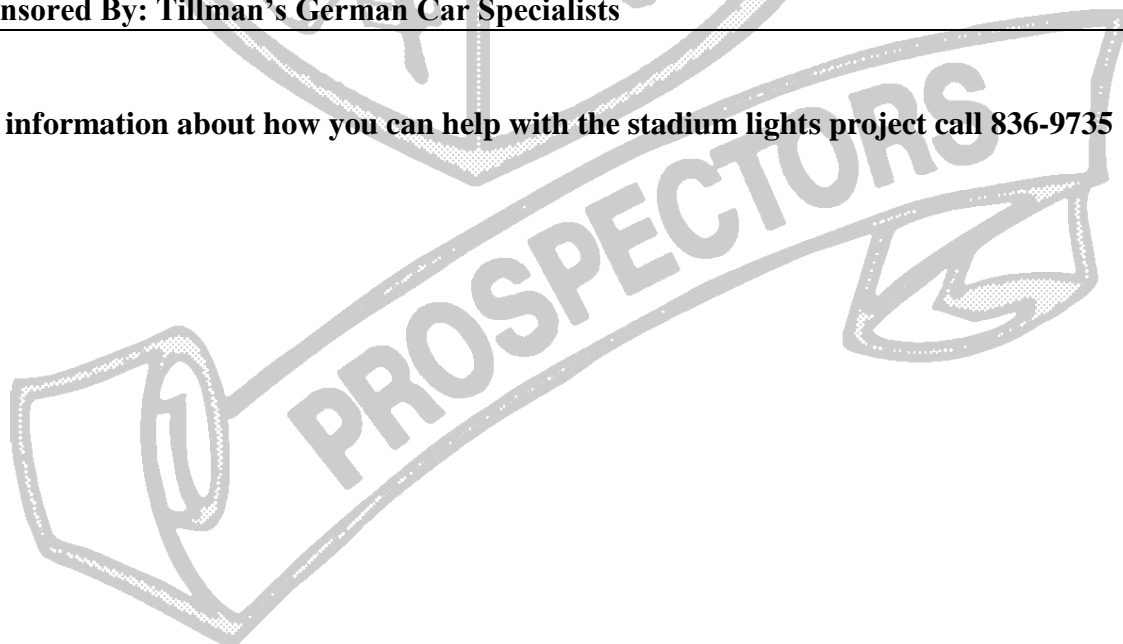 nsored By: Tillman's German Car Specialists
information about how you can help with the stadium lights project call 836-9735
PROSPECTORS